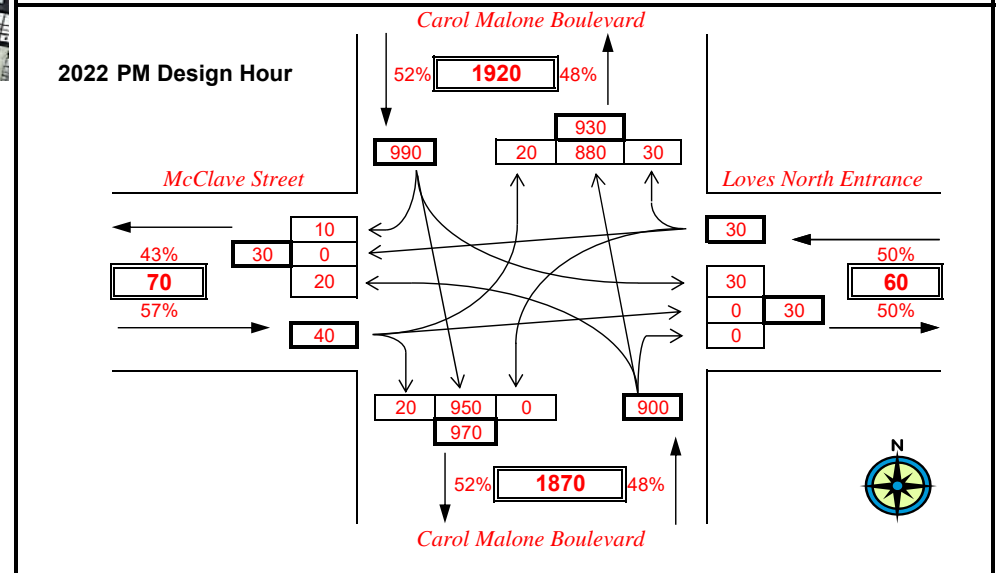 Carol Malone Boulevard
2022 PM Design Hour
52% 1920 48%
930
990 20 880 30
McClave Street Loves North Entrance
10 30
43% 30 0 50%
70 20 30 60
57% 0 30 50%
40 0
20 950 0 900
970
52% 1870 48%
N
Carol Malone Boulevard